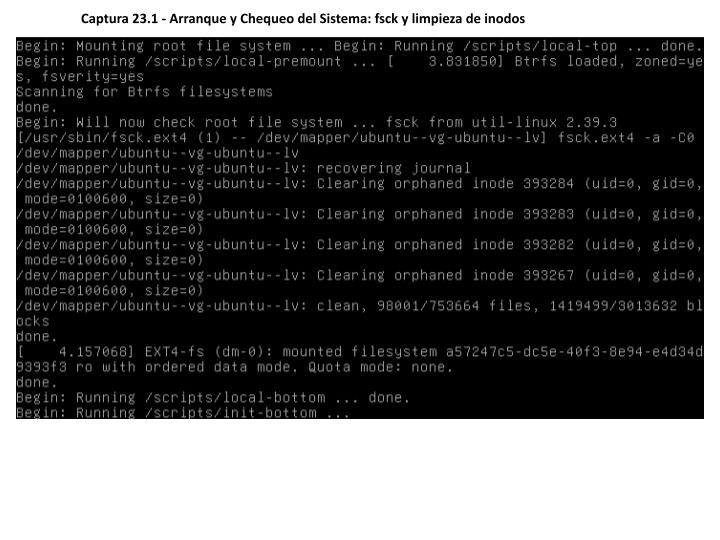 Captura 23.1 - Arranque y Chequeo del Sistema: fsck y limpieza de inodos
Begin: Mounting root file system ... Begin: Running /scripts/local-top ... done.
Begin: Running /scripts/local-premount ... [    3.831850] Btrfs loaded, zoned=ye
s, fsverity=yes
Scanning for Btrfs filesystems
done.
Begin: Will now check root file system ... fsck from util-linux 2.39.3
[/usr/sbin/fsck.ext4 (1) -- /dev/mapper/ubuntu--vg-ubuntu--lv] fsck.ext4 -a -C0
/dev/mapper/ubuntu--vg-ubuntu--lv
/dev/mapper/ubuntu--vg-ubuntu--lv: recovering journal
/dev/mapper/ubuntu--vg-ubuntu--lv: Clearing orphaned inode 393284 (uid=0, gid=0,
 mode=0100600, size=0)
/dev/mapper/ubuntu--vg-ubuntu--lv: Clearing orphaned inode 393283 (uid=0, gid=0,
 mode=0100600, size=0)
/dev/mapper/ubuntu--vg-ubuntu--lv: Clearing orphaned inode 393282 (uid=0, gid=0,
 mode=0100600, size=0)
/dev/mapper/ubuntu--vg-ubuntu--lv: Clearing orphaned inode 393267 (uid=0, gid=0,
 mode=0100600, size=0)
/dev/mapper/ubuntu--vg-ubuntu--lv: clean, 98001/753664 files, 1419499/3013632 bl
ocks
done.
[    4.157068] EXT4-fs (dm-0): mounted filesystem a57247c5-dc5e-40f3-8e94-e4d34d
9393f3 ro with ordered data mode. Quota mode: none.
done.
Begin: Running /scripts/local-bottom ... done.
Begin: Running /scripts/init-bottom ...